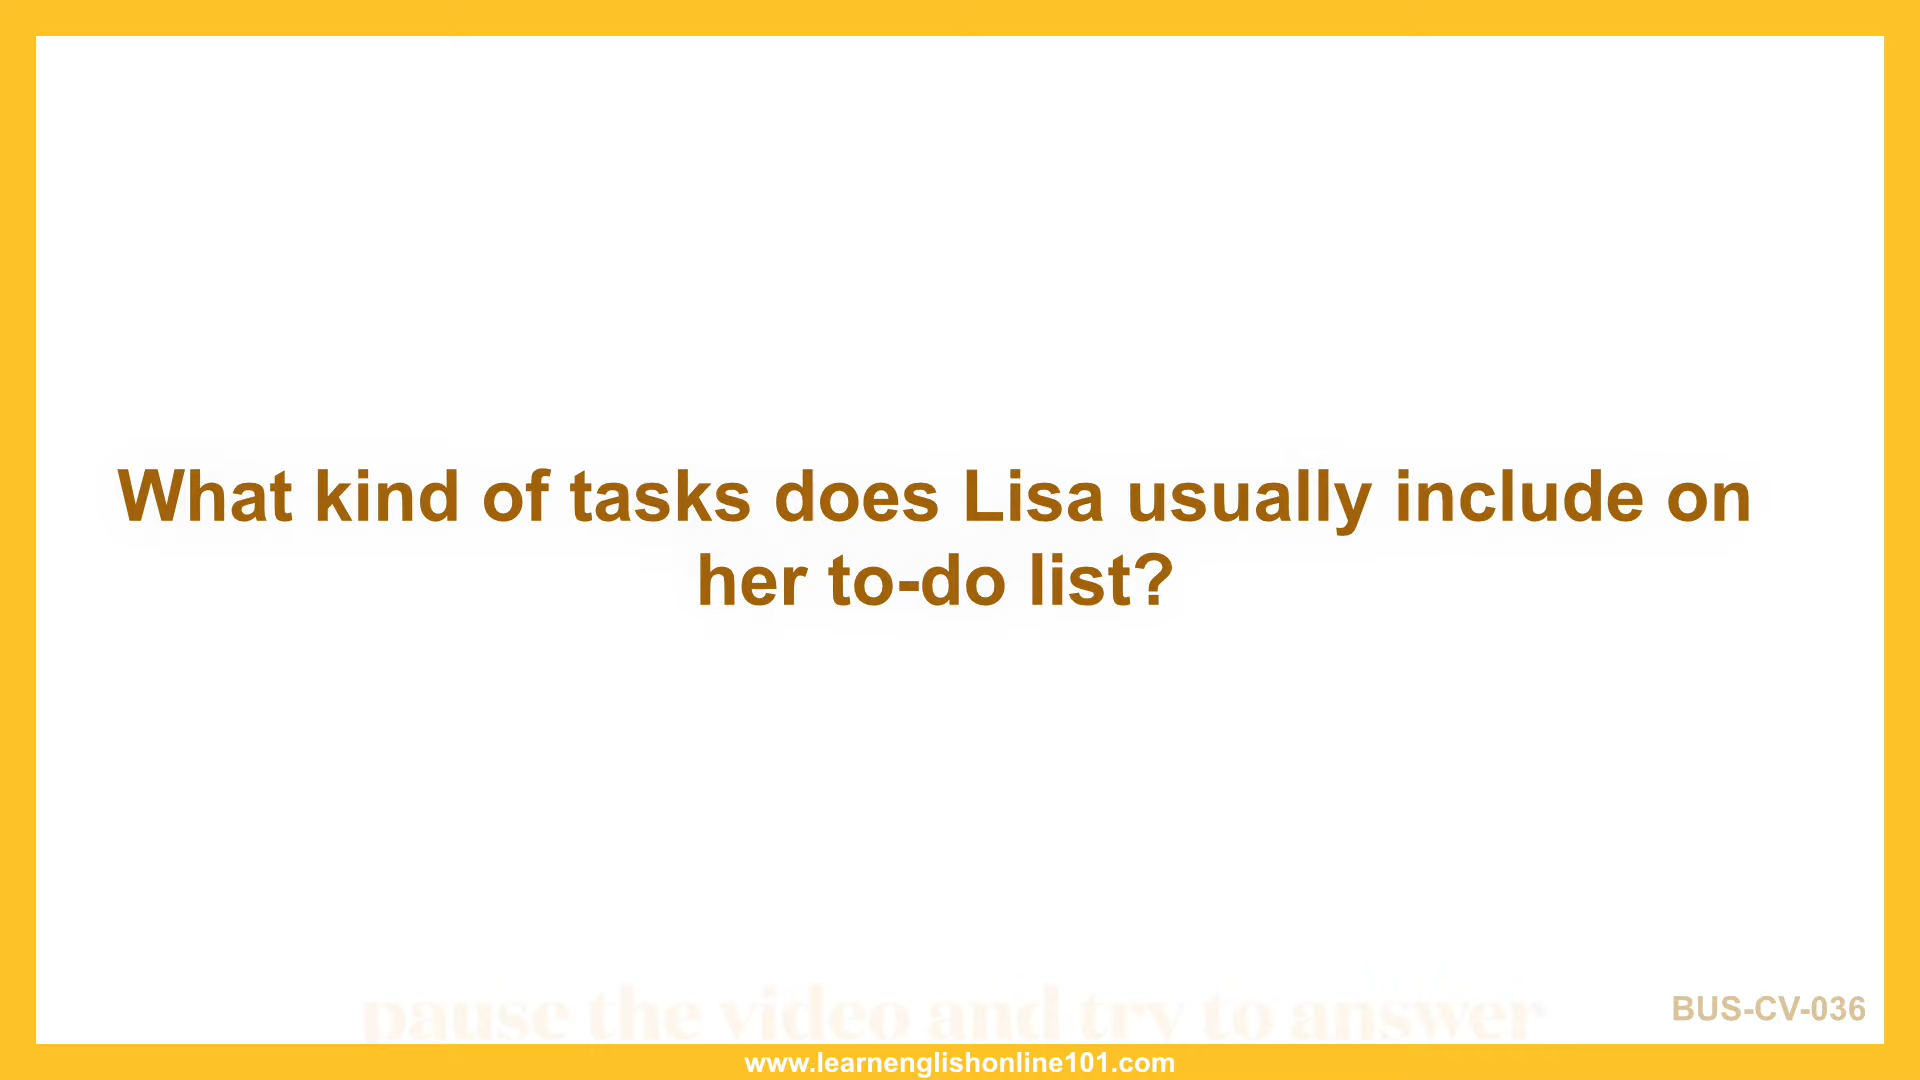 What kind of tasks does Lisa usually include on
her to-do list?
pause the video and try to answer
BUS-CV-036
www.learnenglishonline101.com